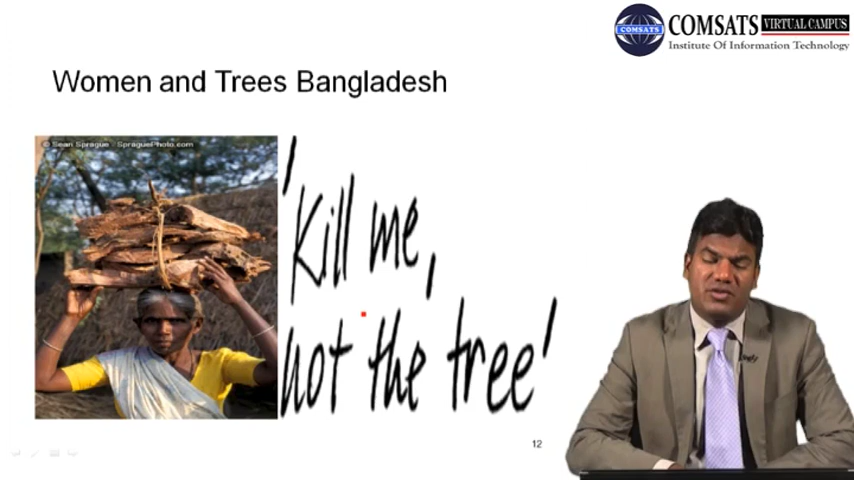 COMSATS VIRTUAL CAMPUS
COMSATS
Institute Of Information Technology
Women and Trees Bangladesh
© Sean Sprague - SpraguePhoto.com
'Kill me,
not the tree'
12